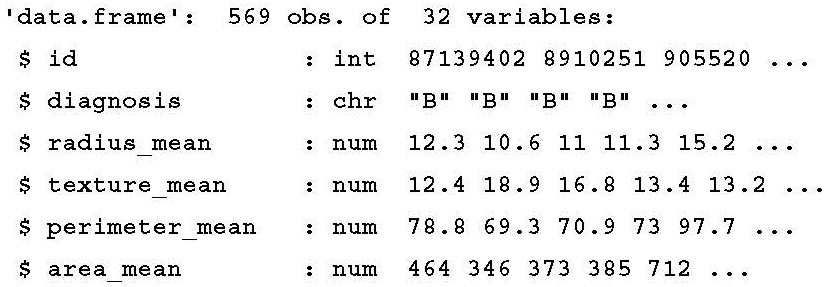 'data.frame':  569 obs. of  32 variables:
 $ id               : int  87139402 8910251 905520 ...
 $ diagnosis        : chr  "B" "B" "B" "B" ...
 $ radius_mean      : num  12.3 10.6 11 11.3 15.2 ...
 $ texture_mean     : num  12.4 18.9 16.8 13.4 13.2 ...
 $ perimeter_mean   : num  78.8 69.3 70.9 73 97.7 ...
 $ area_mean        : num  464 346 373 385 712 ...